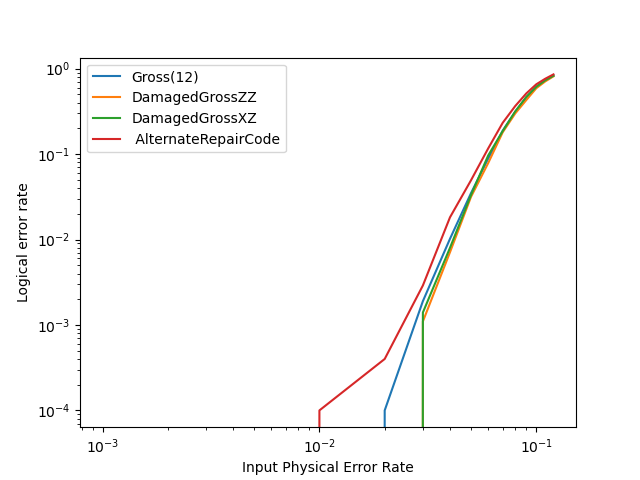 Gross(12)
DamagedGrossZZ
DamagedGrossXZ
AlternateRepairCode
10⁰
10⁻¹
10⁻²
10⁻³
10⁻⁴
Logical error rate
10⁻³ 10⁻² 10⁻¹
Input Physical Error Rate